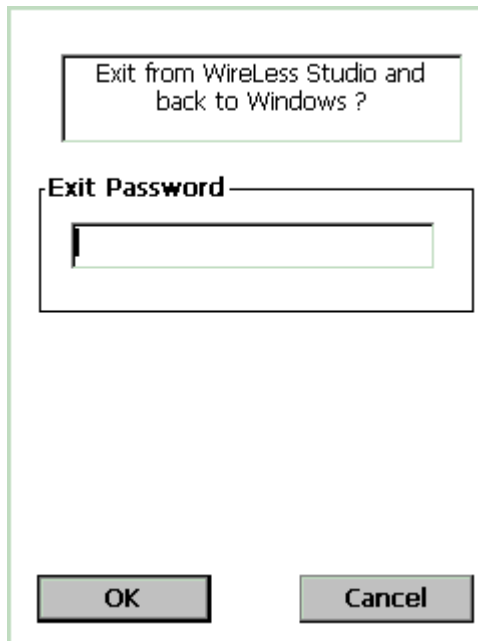 Exit from WireLess Studio and
back to Windows ?
Exit Password
OK
Cancel